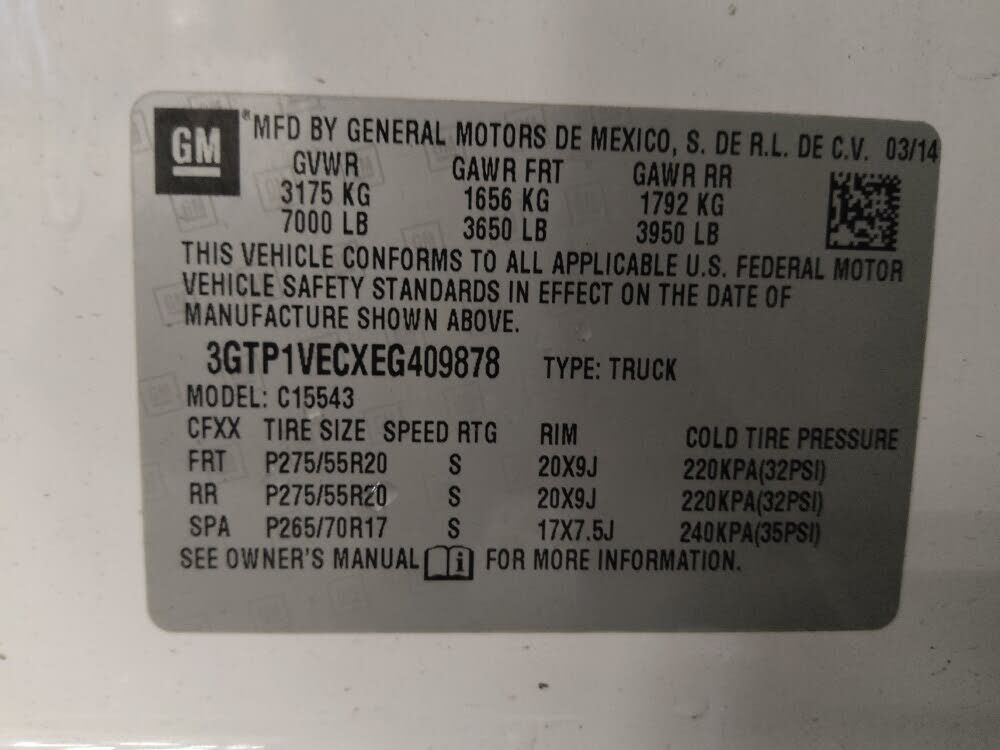 GM
® MFD BY GENERAL MOTORS DE MEXICO, S. DE R.L. DE C.V. 03/14
GVWR GAWR FRT GAWR RR
3175 KG 1656 KG 1792 KG
7000 LB 3650 LB 3950 LB
THIS VEHICLE CONFORMS TO ALL APPLICABLE U.S. FEDERAL MOTOR
VEHICLE SAFETY STANDARDS IN EFFECT ON THE DATE OF
MANUFACTURE SHOWN ABOVE.
3GTP1VECXEG409878 TYPE: TRUCK
MODEL: C15543
CFXX TIRE SIZE SPEED RTG RIM COLD TIRE PRESSURE
FRT P275/55R20 S 20X9J 220KPA(32PSI)
RR P275/55R20 S 20X9J 220KPA(32PSI)
SPA P265/70R17 S 17X7.5J 240KPA(35PSI)
SEE OWNER'S MANUAL FOR MORE INFORMATION.